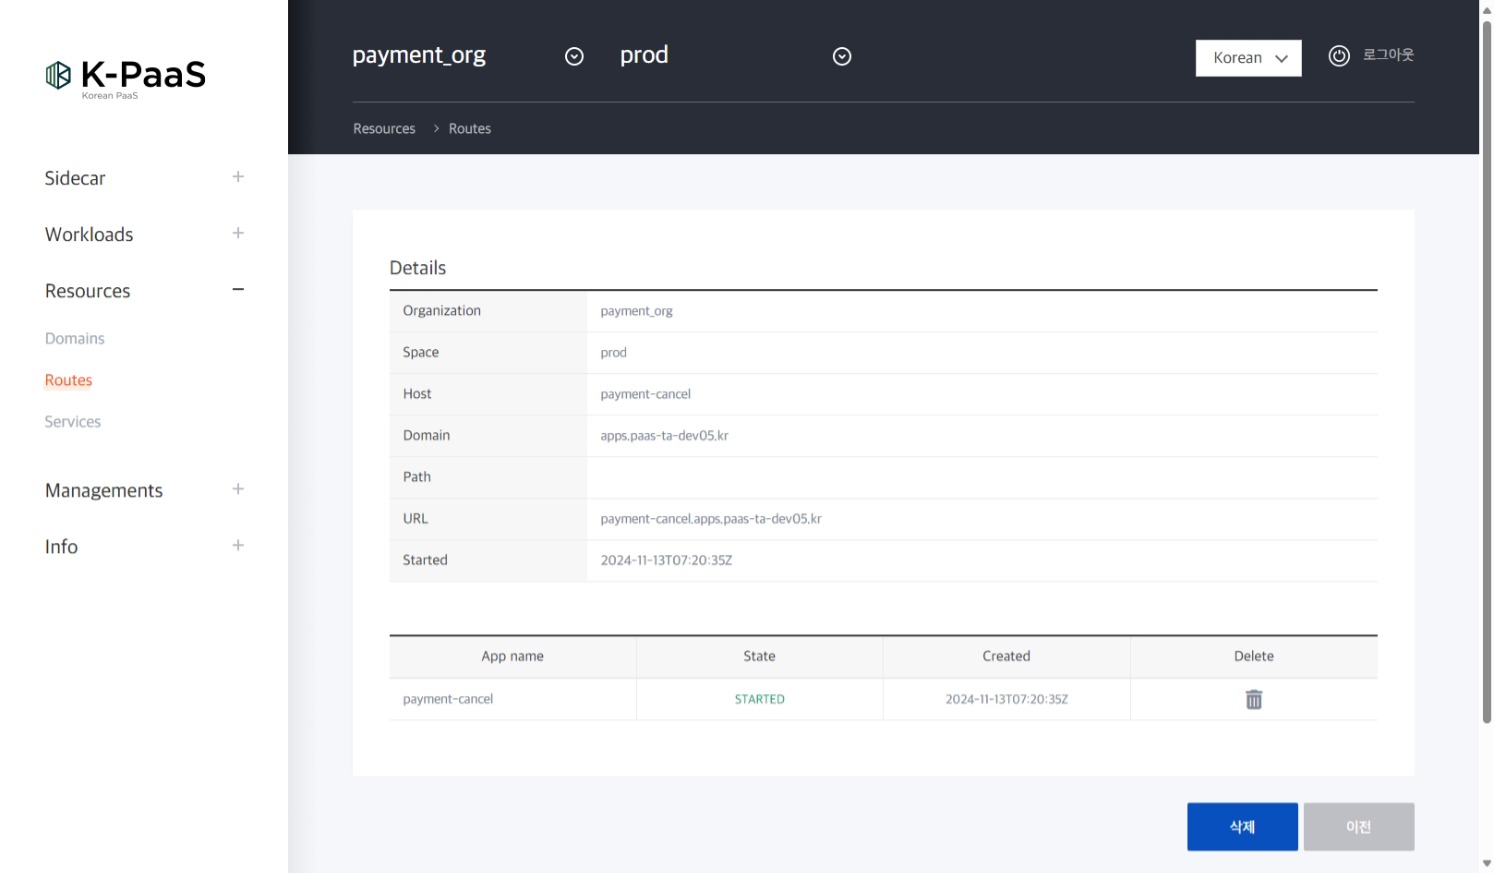 K-PaaS
Korean PaaS
payment_org
prod
Korean
로그아웃
Resources > Routes
Sidecar +
Workloads +
Resources −
Domains
Routes
Services
Managements +
Info +
Details
Organization payment_org
Space prod
Host payment-cancel
Domain apps.paas-ta-dev05.kr
Path
URL payment-cancel.apps.paas-ta-dev05.kr
Started 2024-11-13T07:20:35Z
App name State Created Delete
payment-cancel STARTED 2024-11-13T07:20:35Z
삭제 이전